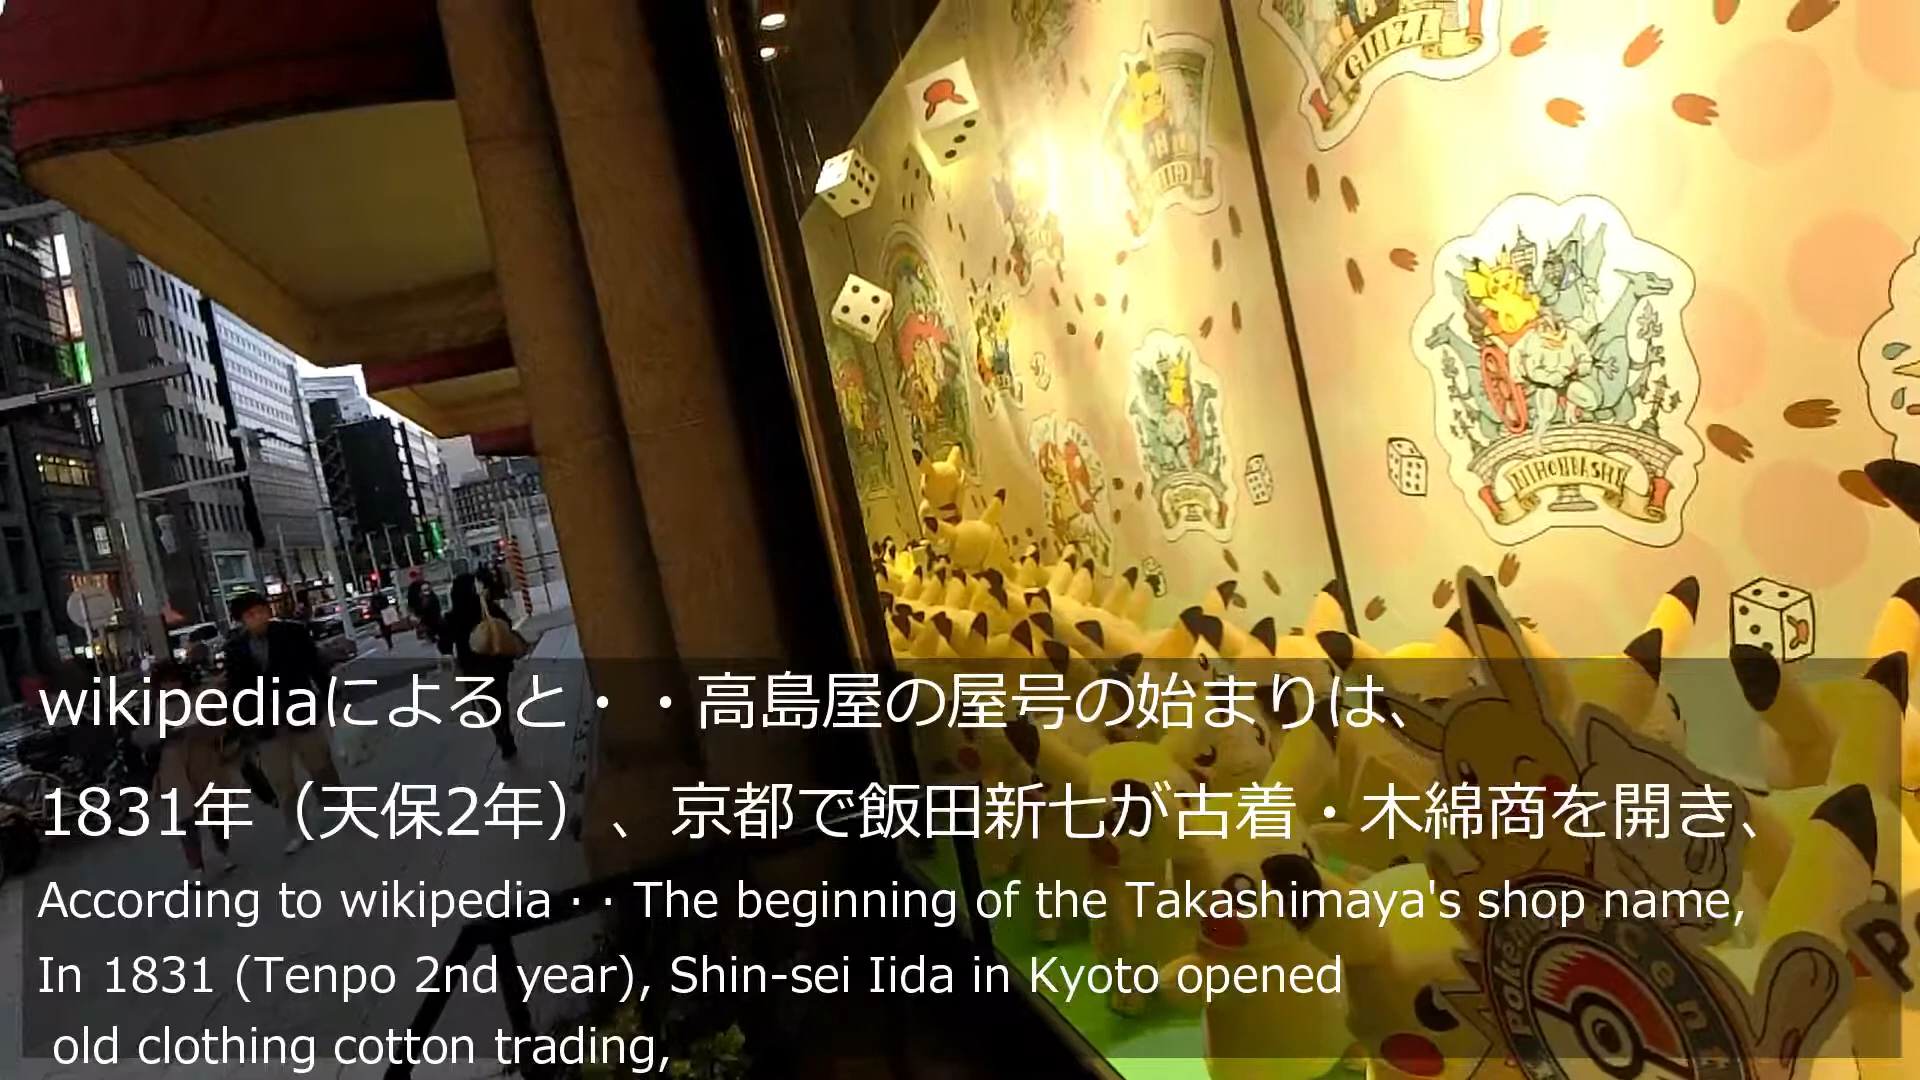 GINZA
NIHONBASHI
wikipediaによると・・高島屋の屋号の始まりは、
1831年（天保2年）、京都で飯田新七が古着・木綿商を開き、
According to wikipedia・・The beginning of the Takashimaya's shop name,
In 1831 (Tenpo 2nd year), Shin-sei Iida in Kyoto opened
old clothing cotton trading,